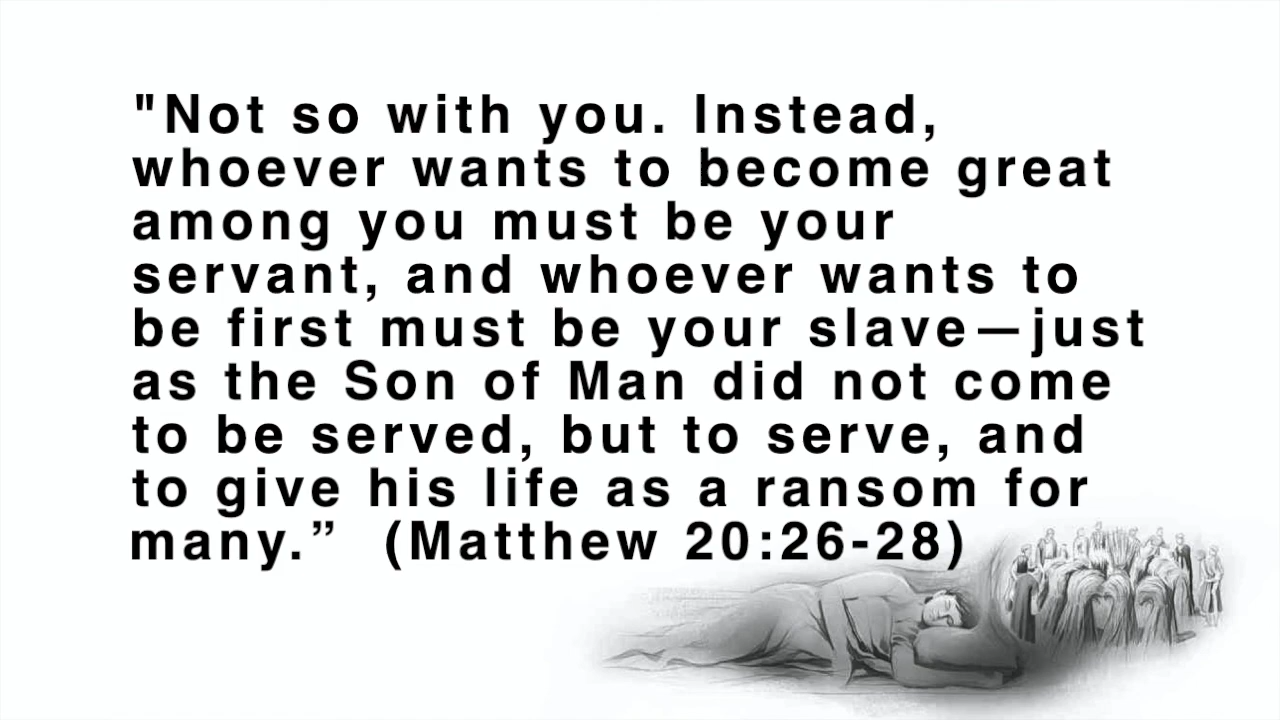 "Not so with you. Instead,
whoever wants to become great
among you must be your
servant, and whoever wants to
be first must be your slave—just
as the Son of Man did not come
to be served, but to serve, and
to give his life as a ransom for
many.”  (Matthew 20:26-28)